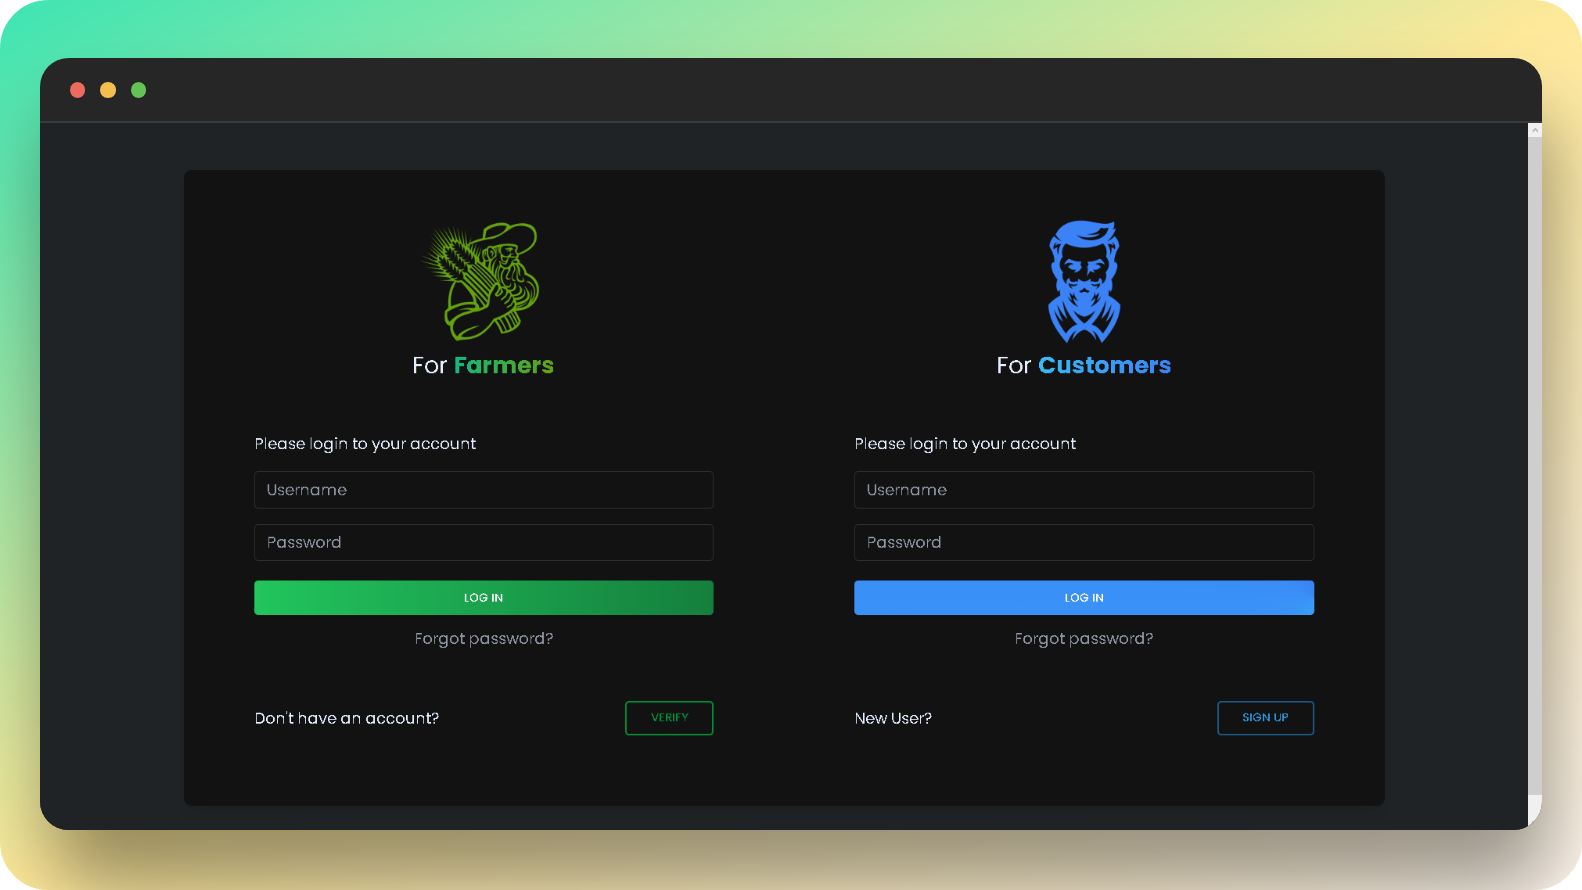 For Farmers
Please login to your account
Username
Password
LOG IN
Forgot password?
Don't have an account?
VERIFY
For Customers
Please login to your account
Username
Password
LOG IN
Forgot password?
New User?
SIGN UP